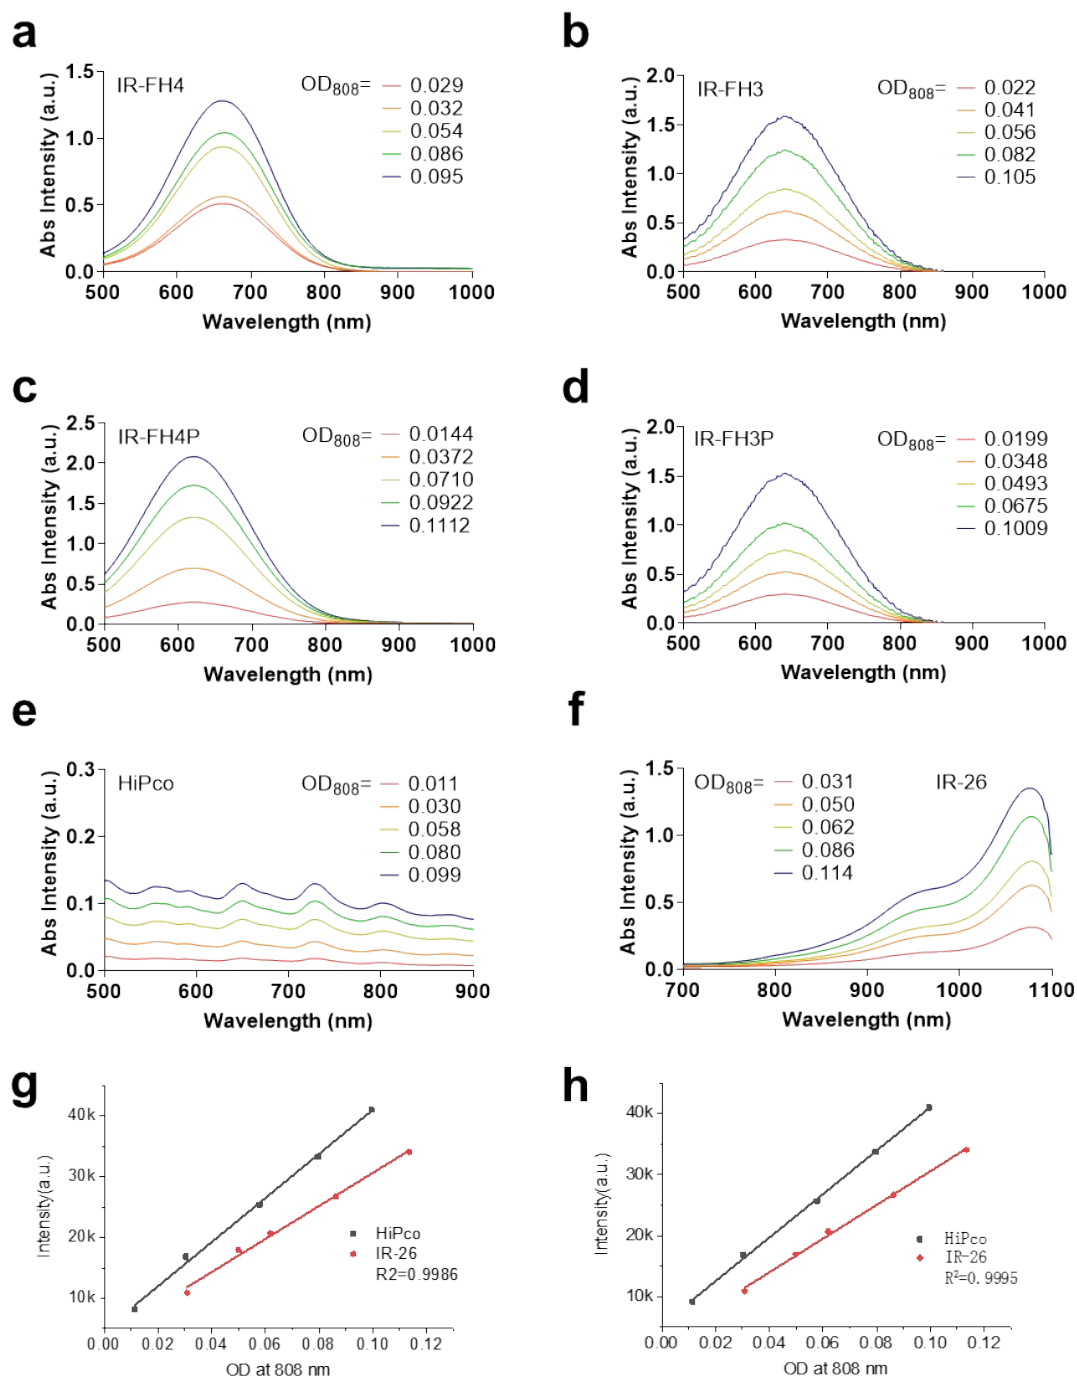 a
IR-FH4
OD808=
0.029
0.032
0.054
0.086
0.095
Abs Intensity (a.u.)
1.5
1.0
0.5
0.0
500 600 700 800 900 1000
Wavelength (nm)
b
IR-FH3
OD808=
0.022
0.041
0.056
0.082
0.105
Abs Intensity (a.u.)
2.0
1.5
1.0
0.5
0.0
500 600 700 800 900 1000
Wavelength (nm)
c
IR-FH4P
OD808=
0.0144
0.0372
0.0710
0.0922
0.1112
Abs Intensity (a.u.)
2.5
2.0
1.5
1.0
0.5
0.0
500 600 700 800 900 1000
Wavelength (nm)
d
IR-FH3P
OD808=
0.0199
0.0348
0.0493
0.0675
0.1009
Abs Intensity (a.u.)
2.0
1.5
1.0
0.5
0.0
500 600 700 800 900 1000
Wavelength (nm)
e
HiPco
OD808=
0.011
0.030
0.058
0.080
0.099
Abs Intensity (a.u.)
0.3
0.2
0.1
0.0
500 600 700 800 900
Wavelength (nm)
f
OD808=
0.031
0.050
0.062
0.086
0.114
IR-26
Abs Intensity (a.u.)
1.5
1.0
0.5
0.0
700 800 900 1000 1100
Wavelength (nm)
g
Intensity(a.u.)
40k
30k
20k
10k
HiPco
IR-26
R2=0.9986
0.00 0.02 0.04 0.06 0.08 0.10 0.12
OD at 808 nm
h
Intensity(a.u.)
40k
30k
20k
10k
HiPco
IR-26
R²=0.9995
0.00 0.02 0.04 0.06 0.08 0.10 0.12
OD at 808 nm